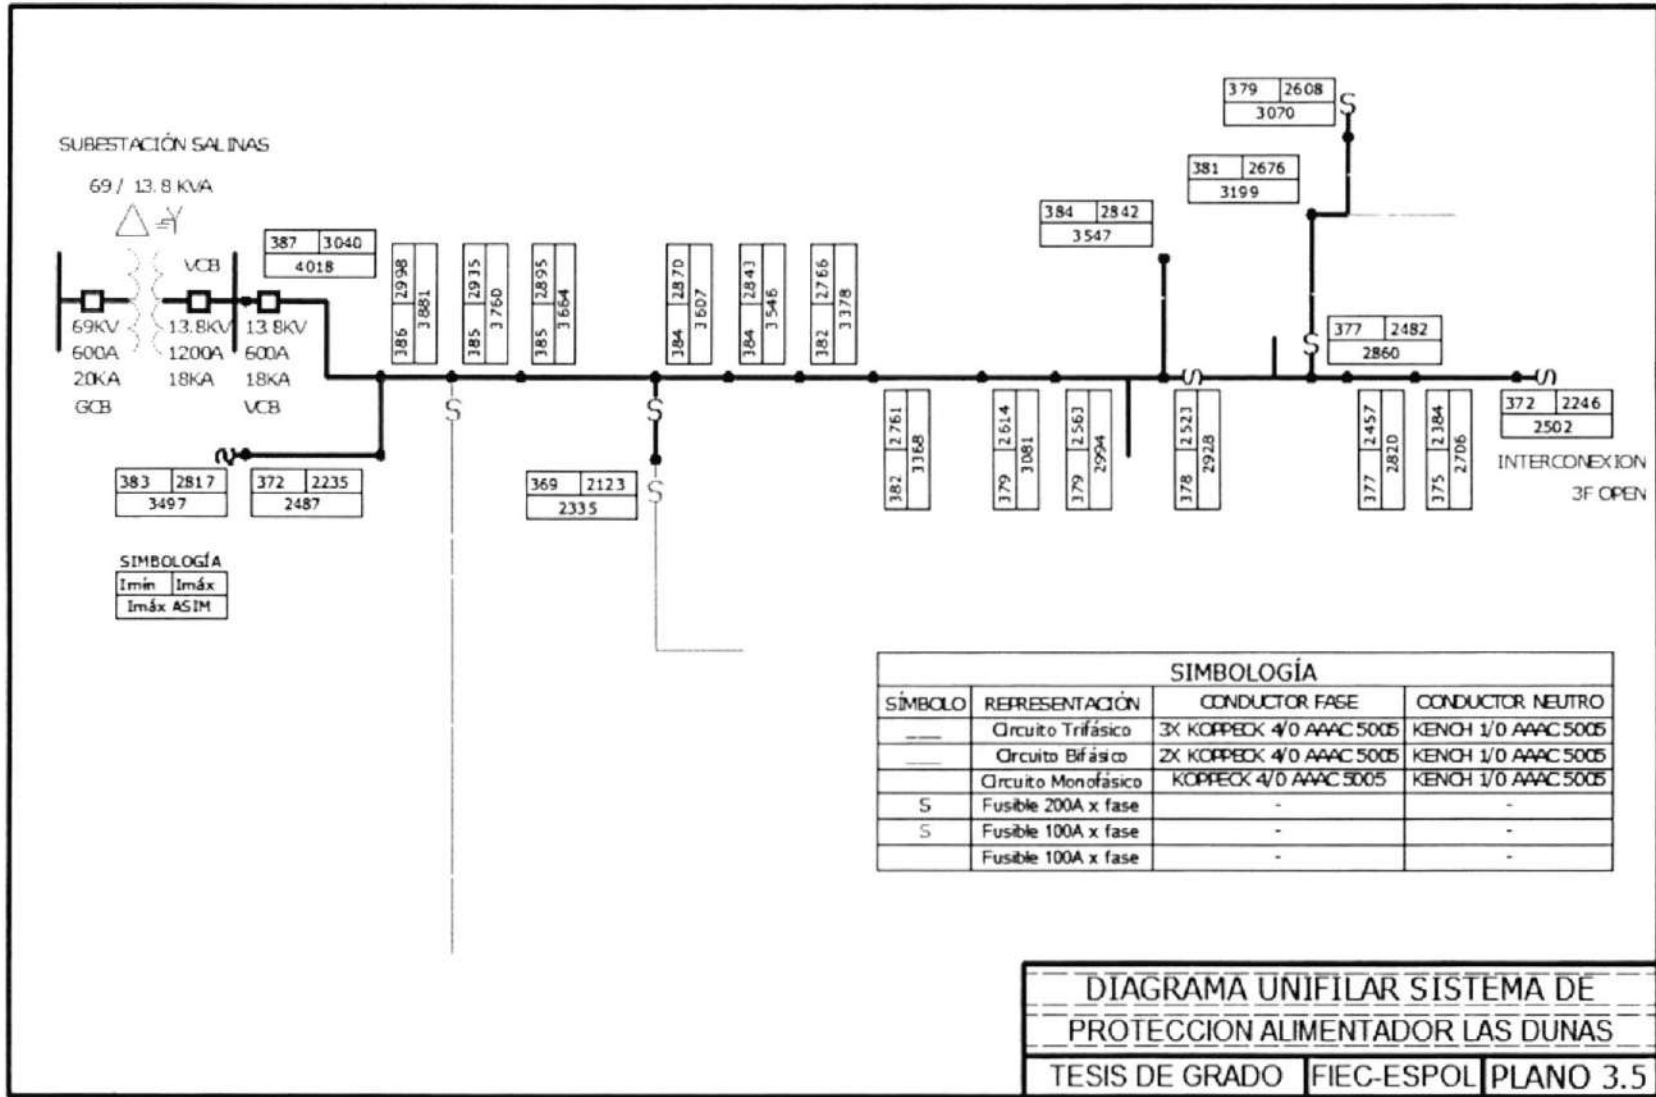 SUBESTACIÓN SALINAS
69 / 13.8 KVA
VCB
69KV
600A
20KA
GCB
13.8KV
1200A
18KA
13.8KV
600A
18KA
VCB
387 3040
4018
386 2998
3881
385 2935
3760
385 2895
3664
384 2870
3607
384 2843
3546
382 2766
3378
384 2842
3547
381 2676
3199
379 2608
3070
S
S
377 2482
2860
S
S
S
382 2761
3368
379 2614
3081
379 2563
2994
378 2523
2928
377 2457
2820
375 2384
2706
372 2246
2502
INTERCONEXION
3F OPEN
383 2817
3497
372 2235
2487
369 2123
2335
SIMBOLOGÍA
Imín Imáx
Imáx ASIM
SIMBOLOGÍA
SÍMBOLO REPRESENTACIÓN CONDUCTOR FASE CONDUCTOR NEUTRO
Circuito Trifásico 3X KOPPECK 4/0 AAAC 5005 KENCH 1/0 AAAC 5005
Circuito Bifásico 2X KOPPECK 4/0 AAAC 5005 KENCH 1/0 AAAC 5005
Circuito Monofásico KOPPECK 4/0 AAAC 5005 KENCH 1/0 AAAC 5005
S Fusible 200A x fase - -
S Fusible 100A x fase - -
Fusible 100A x fase - -
DIAGRAMA UNIFILAR SISTEMA DE
PROTECCION ALIMENTADOR LAS DUNAS
TESIS DE GRADO FIEC-ESPOL PLANO 3.5